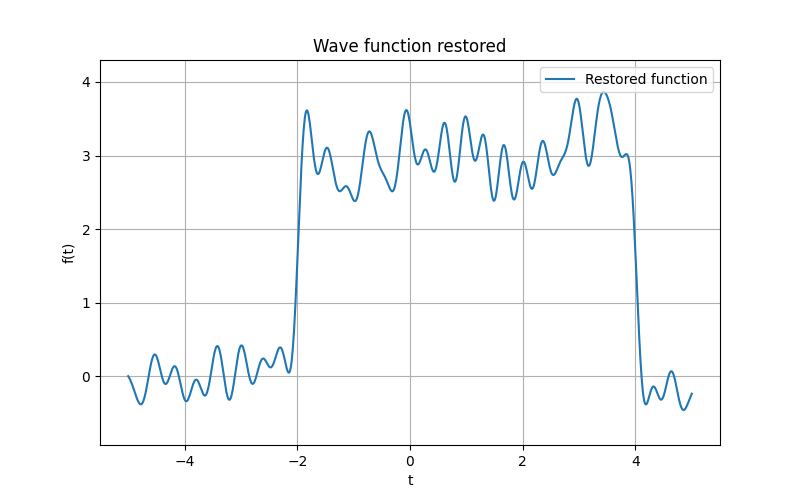 Wave function restored
Restored function
4
3
2
1
0
f(t)
−4
−2
0
2
4
t